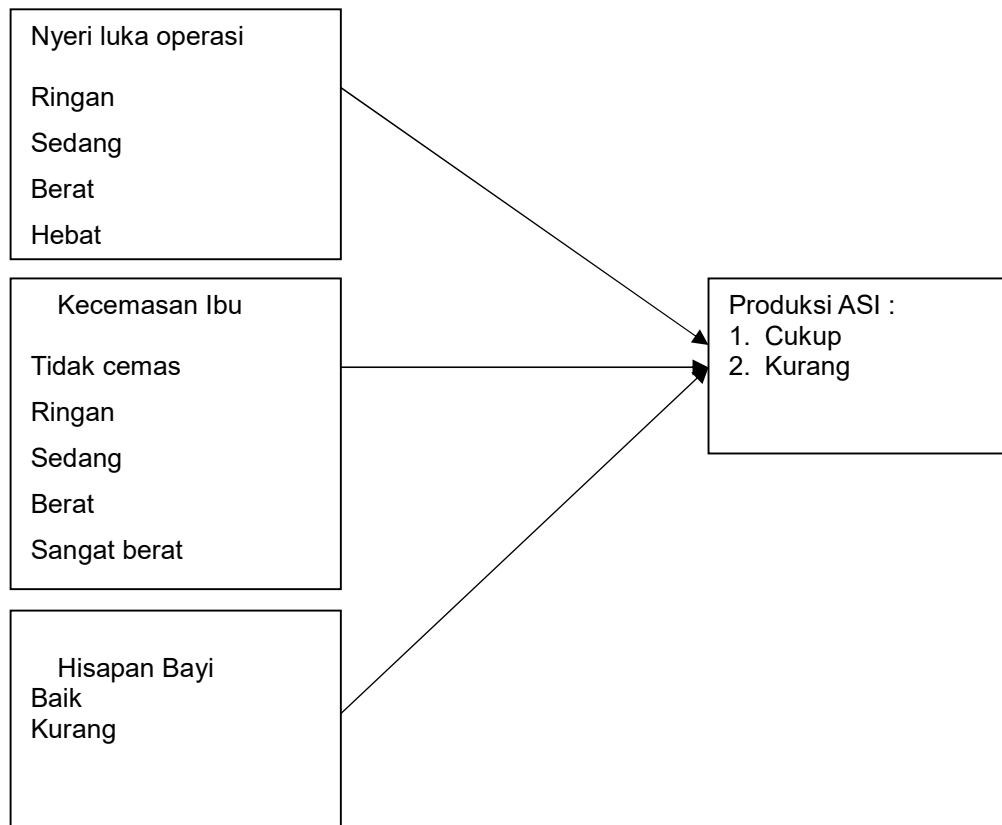 Nyeri luka operasi
Ringan
Sedang
Berat
Hebat
Kecemasan Ibu
Tidak cemas
Ringan
Sedang
Berat
Sangat berat
Hisapan Bayi
Baik
Kurang
Produksi ASI :
1. Cukup
2. Kurang